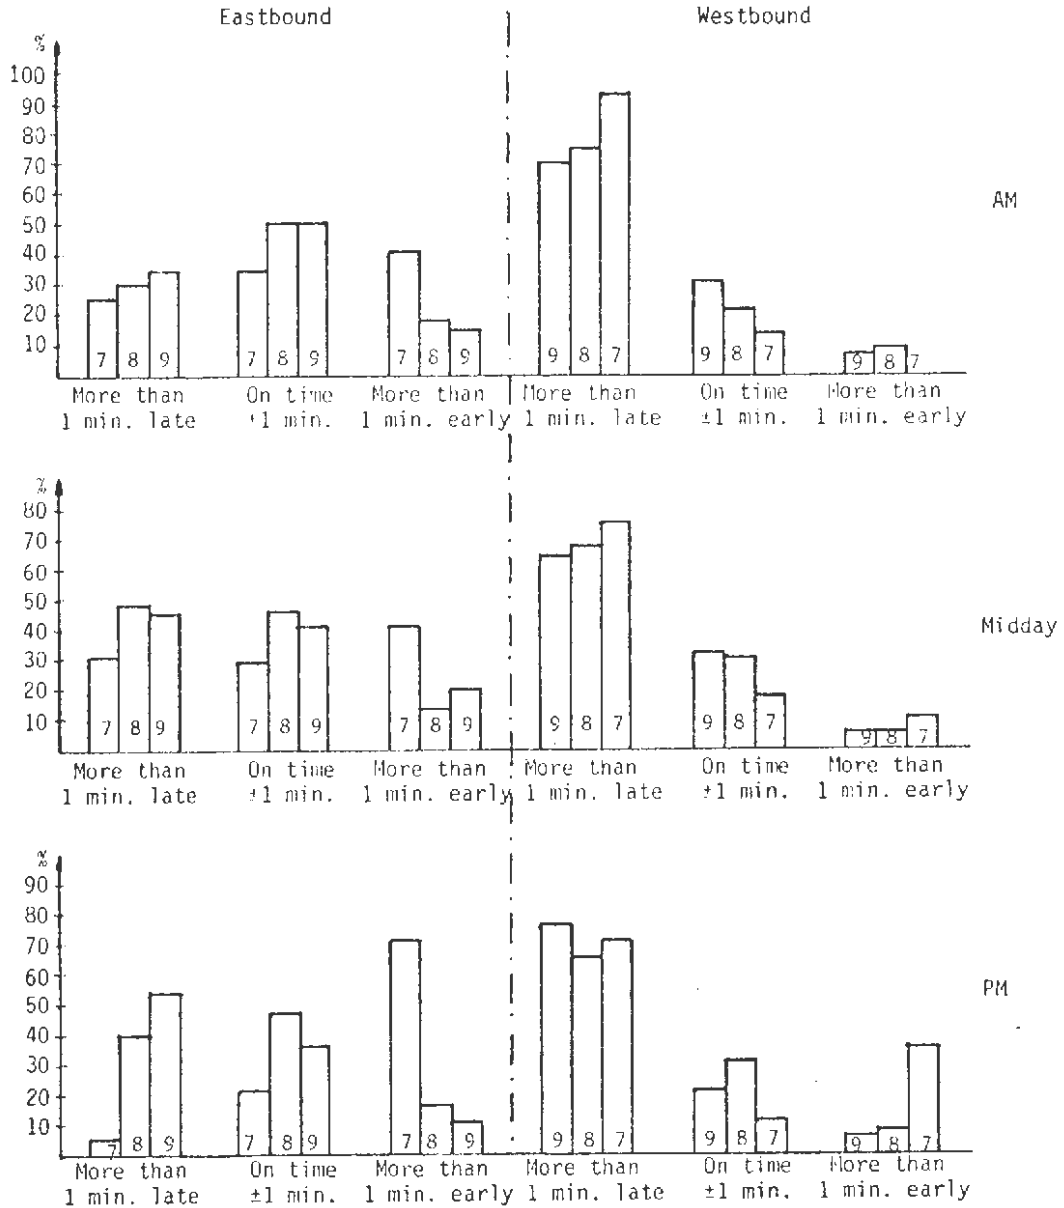 Eastbound Westbound
%
100
90
80
70
60
50
40
30
20
10
AM
7 8 9 7 8 9 7 8 9 9 8 7 9 8 7 9 8 7
More than On time More than More than On time More than
1 min. late ±1 min. 1 min. early 1 min. late ±1 min. 1 min. early
%
80
70
60
50
40
30
20
10
Midday
7 8 9 7 8 9 7 8 9 9 8 7 9 8 7 9 8 7
More than On time More than More than On time More than
1 min. late ±1 min. 1 min. early 1 min. late ±1 min. 1 min. early
%
90
80
70
60
50
40
30
20
10
PM
7 8 9 7 8 9 7 8 9 9 8 7 9 8 7 9 8 7
More than On time More than More than On time More than
1 min. late ±1 min. 1 min. early 1 min. late ±1 min. 1 min. early